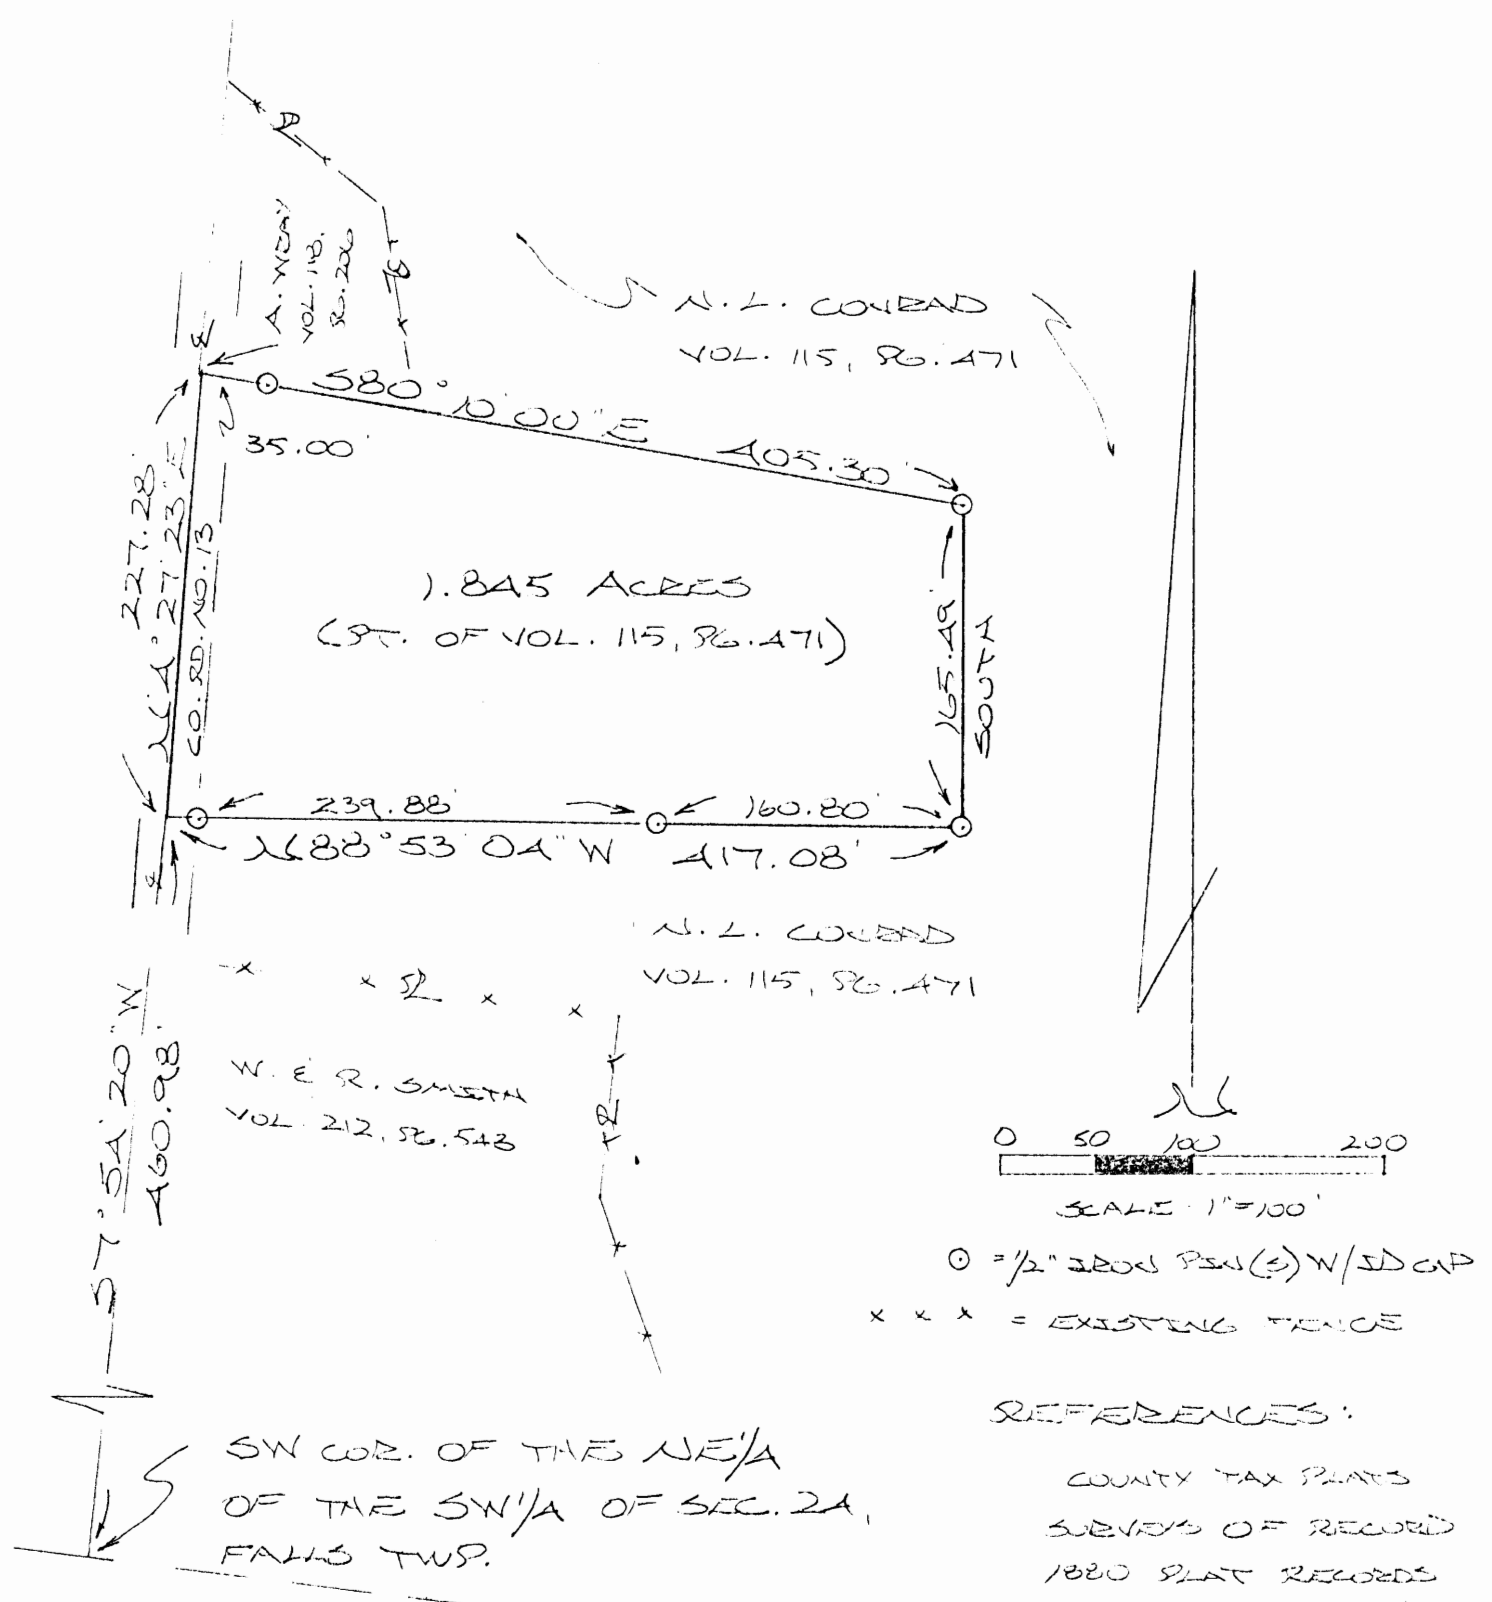 A. WRAY
VOL. 118,
PG. 206
N.L. CONRAD
VOL. 115, PG. 471
S80°10'00"E
405.30'
35.00'
227.28'
N4°27'23"E
CO. RD. NO. 13
1.845 ACRES
(PT. OF VOL. 115, PG. 471)
165.49'
SOUTH
239.88'
160.80'
N88°53'04"W 417.08'
N.L. CONRAD
VOL. 115, PG. 471
W. & R. SMITH
VOL. 212, PG. 543
S7°54'20"W
460.98'
N
0 50 100 200
SCALE 1"=100'
⊙ = 1/2" IRON PIN(S) W/ID CAP
x x x = EXISTING FENCE
REFERENCES:
COUNTY TAX PLATS
SURVEYS OF RECORD
1880 PLAT RECORDS
SW COR. OF THE NE1/4
OF THE SW1/4 OF SEC. 24,
FALLS TWP.